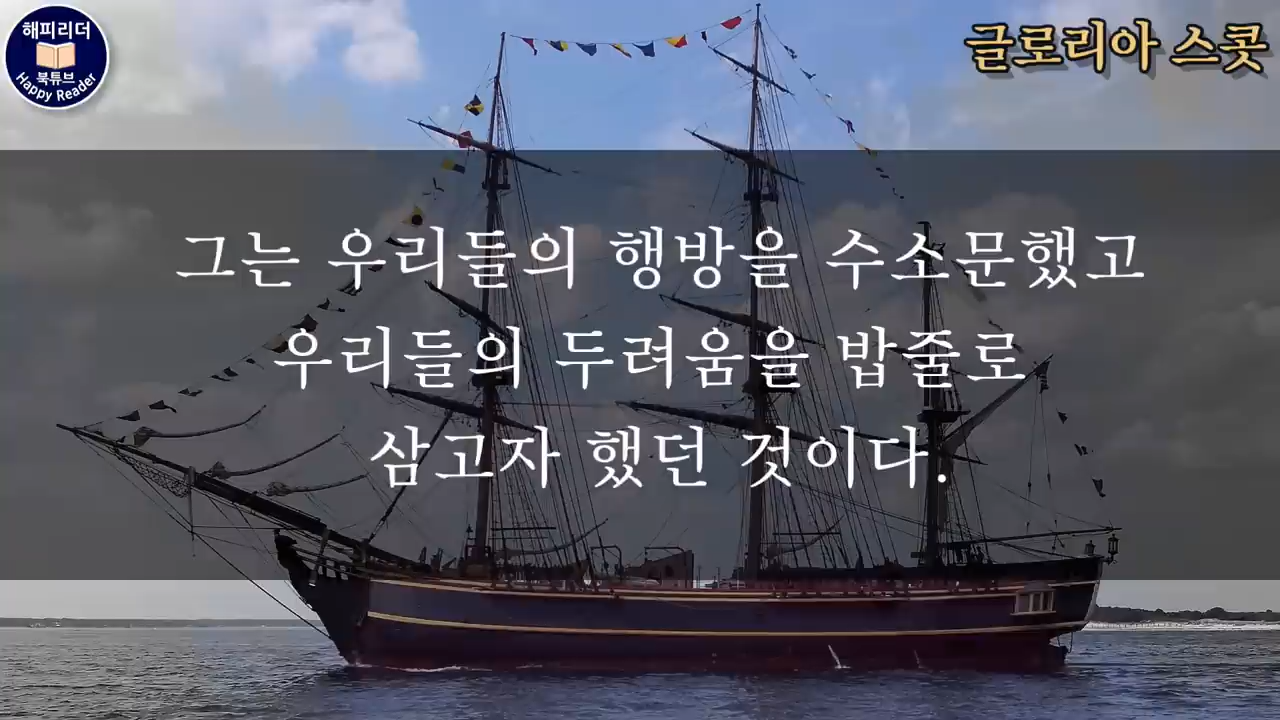 해피리더
북튜브
Happy Reader
글로리아 스콧
그는 우리들의 행방을 수소문했고
우리들의 두려움을 밥줄로
삼고자 했던 것이다.